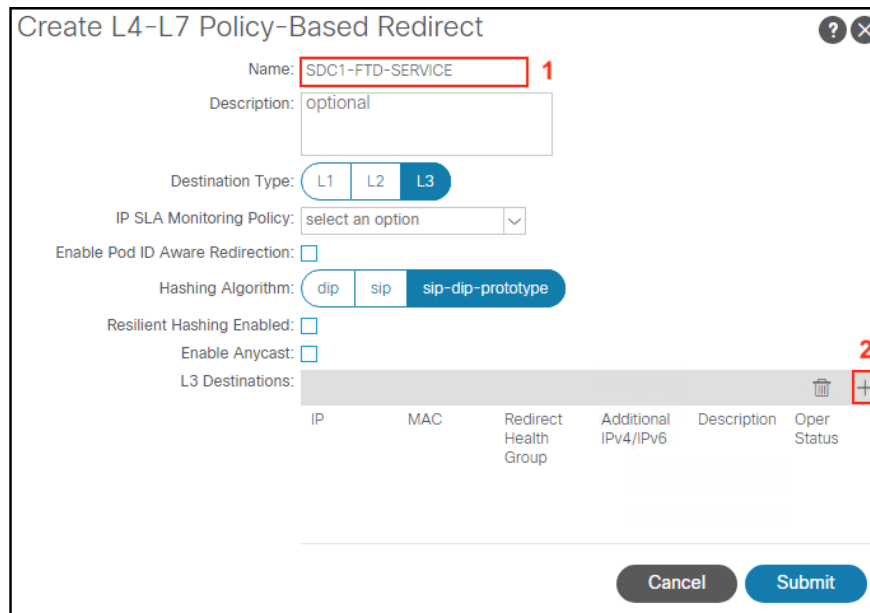 Create L4-L7 Policy-Based Redirect
?
Name: SDC1-FTD-SERVICE 1
Description: optional
Destination Type: L1 L2 L3
IP SLA Monitoring Policy: select an option
Enable Pod ID Aware Redirection:
Hashing Algorithm: dip sip sip-dip-prototype
Resilient Hashing Enabled:
Enable Anycast:
2
L3 Destinations: +
IP MAC Redirect Health Group Additional IPv4/IPv6 Description Oper Status
Cancel Submit